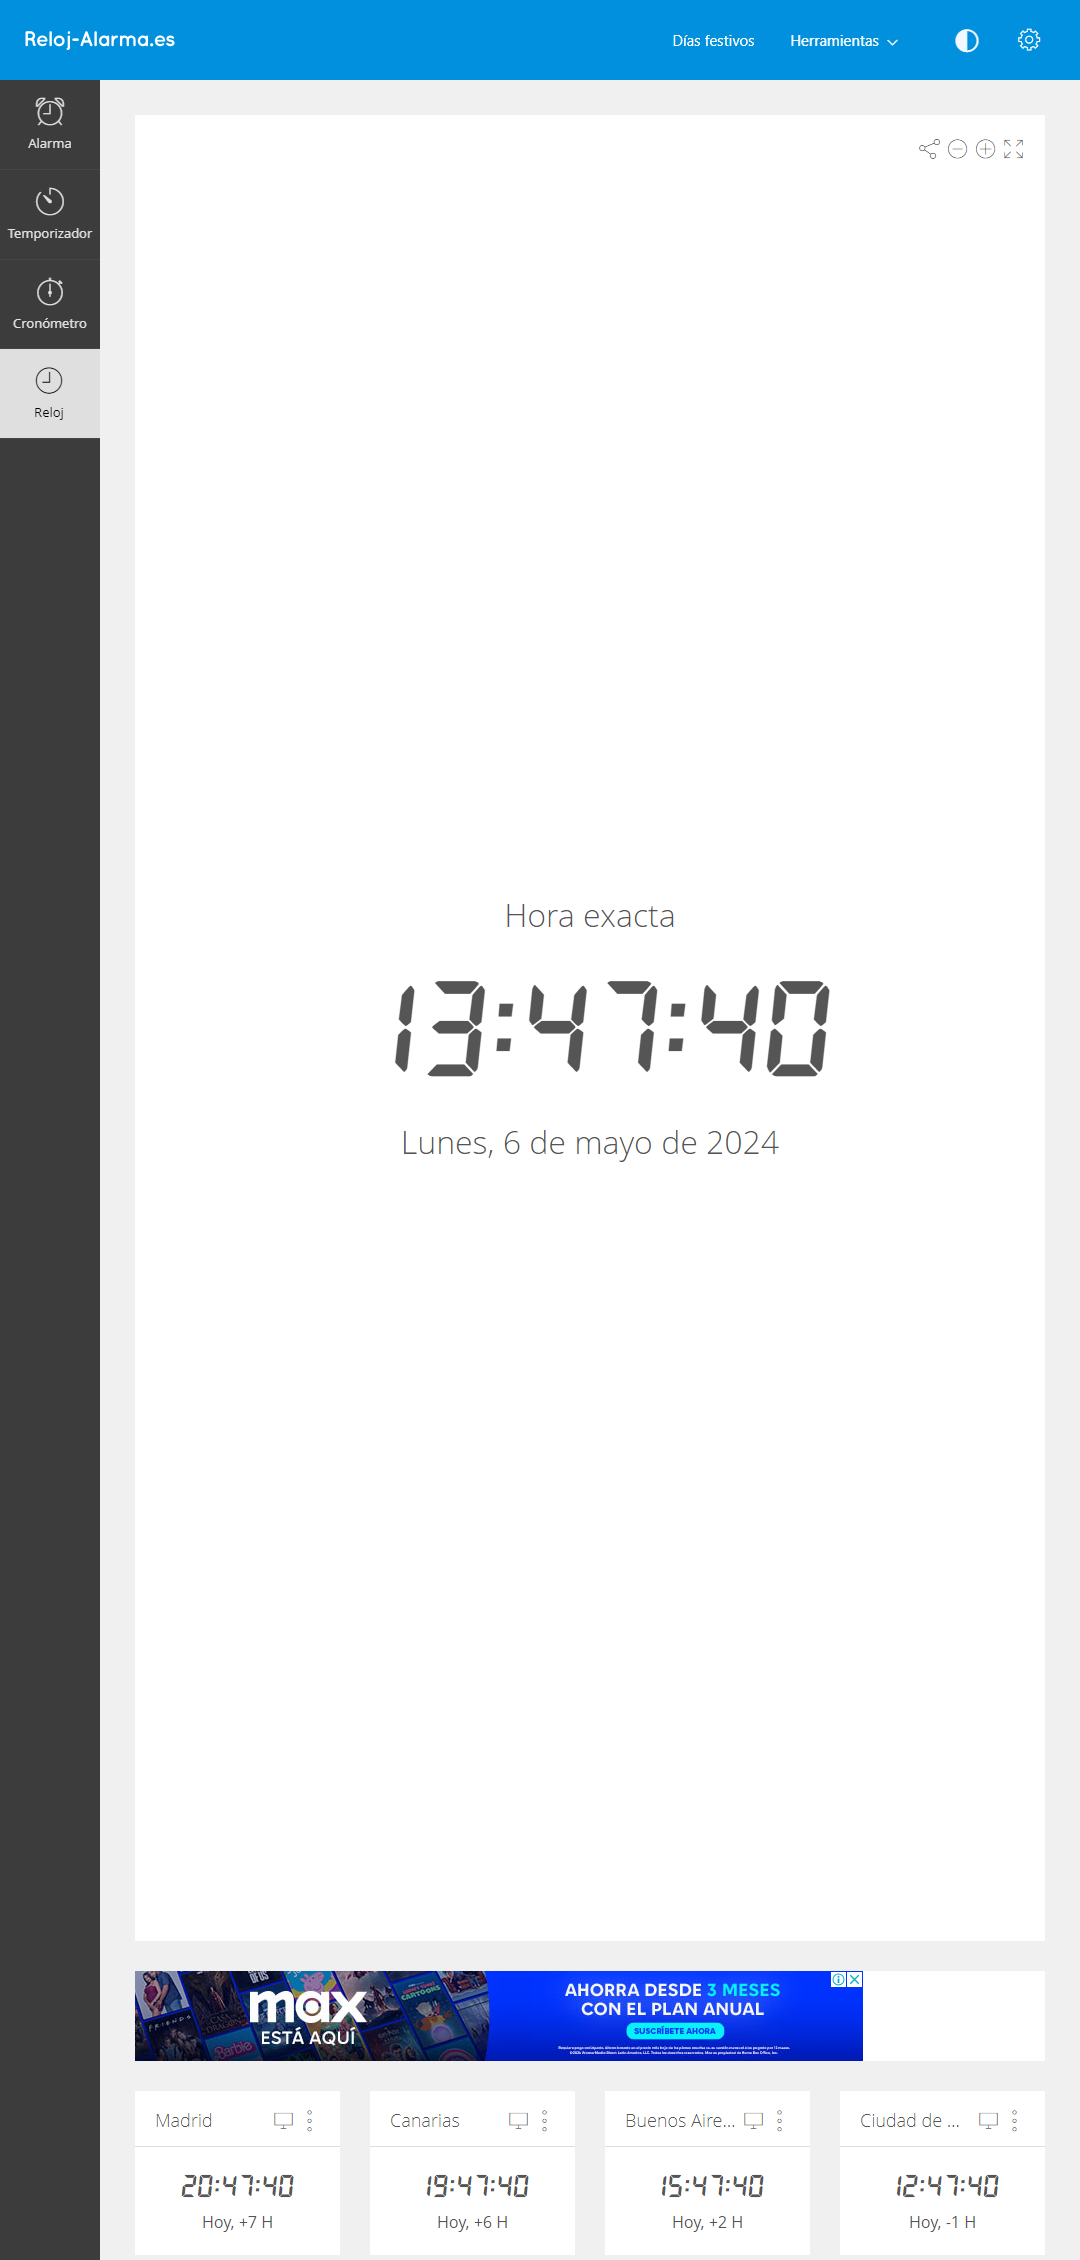 Reloj-Alarma.es
Días festivos
Herramientas
Alarma
Temporizador
Cronómetro
Reloj
Hora exacta
13:47:40
Lunes, 6 de mayo de 2024
FRIENDS
Barbie
CARTOONS
max
ESTÁ AQUÍ
AHORRA DESDE 3 MESES
CON EL PLAN ANUAL
SUSCRÍBETE AHORA
Madrid
20:47:40
Hoy, +7 H
Canarias
19:47:40
Hoy, +6 H
Buenos Aire...
15:47:40
Hoy, +2 H
Ciudad de ...
12:47:40
Hoy, -1 H